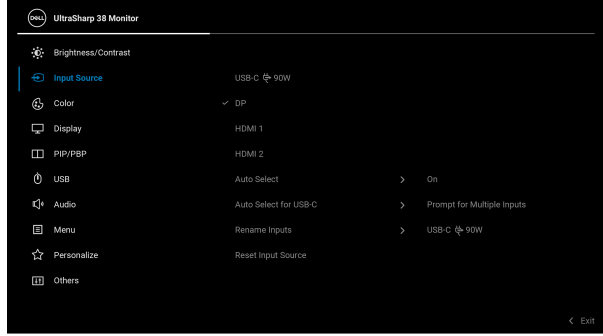 DELL UltraSharp 38 Monitor
Brightness/Contrast
Input Source USB-C 90W
Color DP
Display HDMI 1
PIP/PBP HDMI 2
USB Auto Select On
Audio Auto Select for USB-C Prompt for Multiple Inputs
Menu Rename Inputs USB-C 90W
Personalize Reset Input Source
Others
Exit